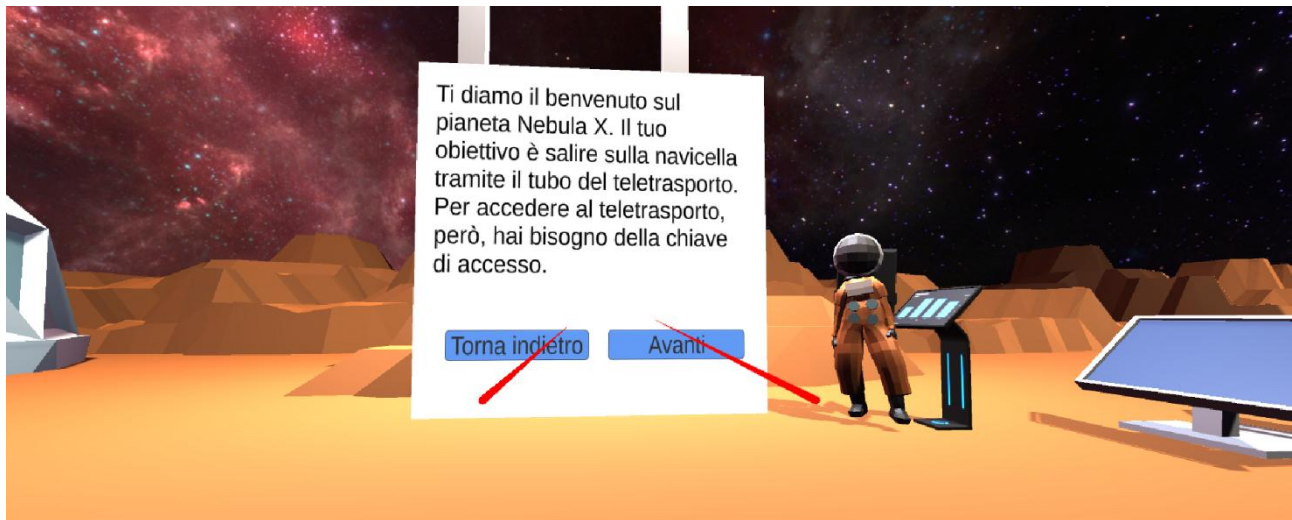 Ti diamo il benvenuto sul
pianeta Nebula X. Il tuo
obiettivo è salire sulla navicella
tramite il tubo del teletrasporto.
Per accedere al teletrasporto,
però, hai bisogno della chiave
di accesso.
Torna indietro
Avanti